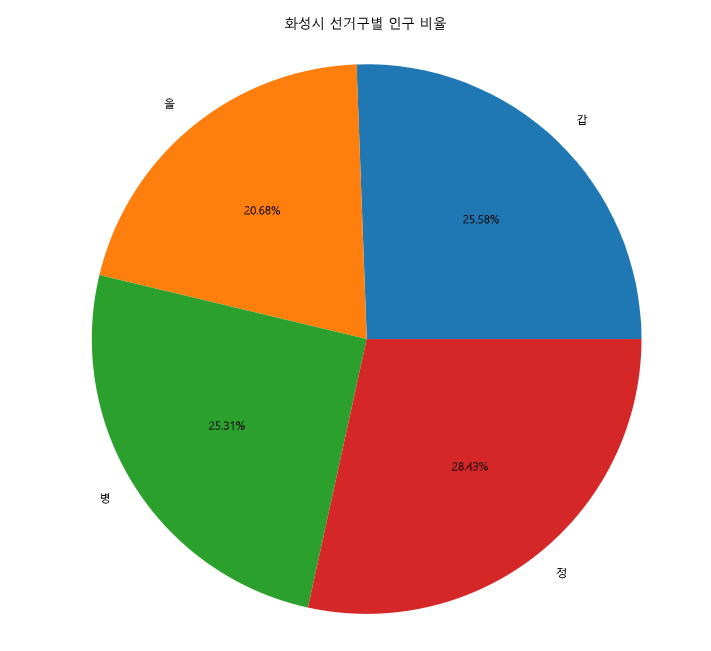 화성시 선거구별 인구 비율
을
갑
20.68%
25.58%
25.31%
28.43%
병
정